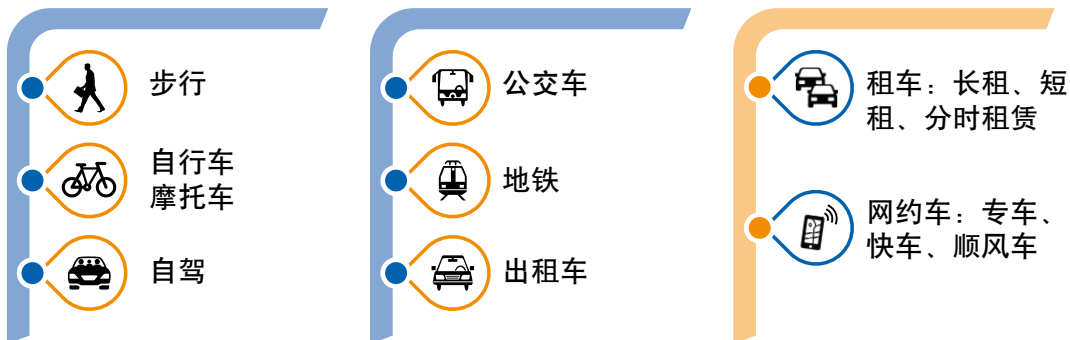 步行
自行车
摩托车
自驾
公交车
地铁
出租车
租车：长租、短
租、分时租赁
网约车：专车、
快车、顺风车